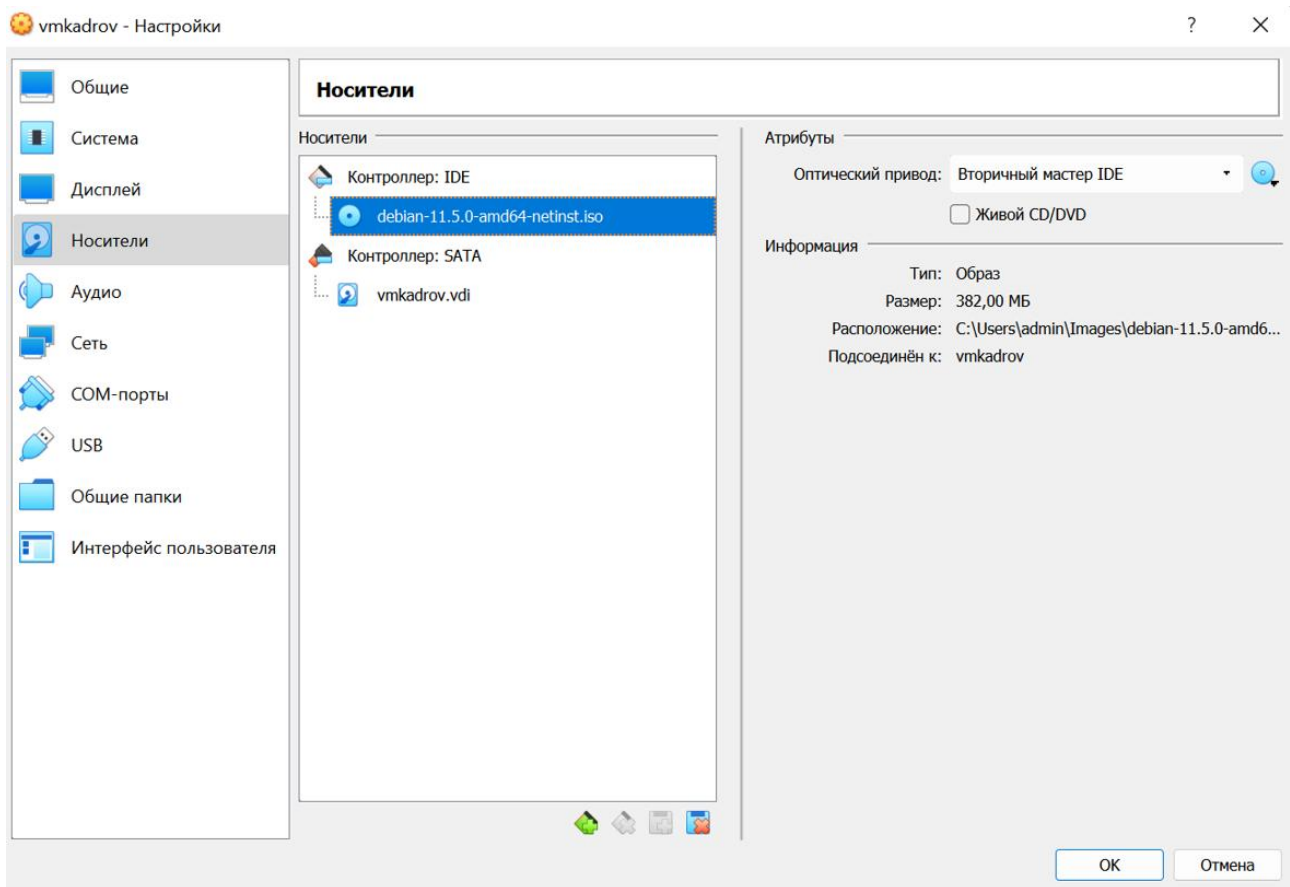 vmkadrov - Настройки
?
Общие
Система
Дисплей
Носители
Аудио
Сеть
COM-порты
USB
Общие папки
Интерфейс пользователя
Носители
Носители
Контроллер: IDE
debian-11.5.0-amd64-netinst.iso
Контроллер: SATA
vmkadrov.vdi
Атрибуты
Оптический привод: Вторичный мастер IDE
Живой CD/DVD
Информация
Тип: Образ
Размер: 382,00 МБ
Расположение: C:\Users\admin\Images\debian-11.5.0-amd6...
Подсоединён к: vmkadrov
OK
Отмена